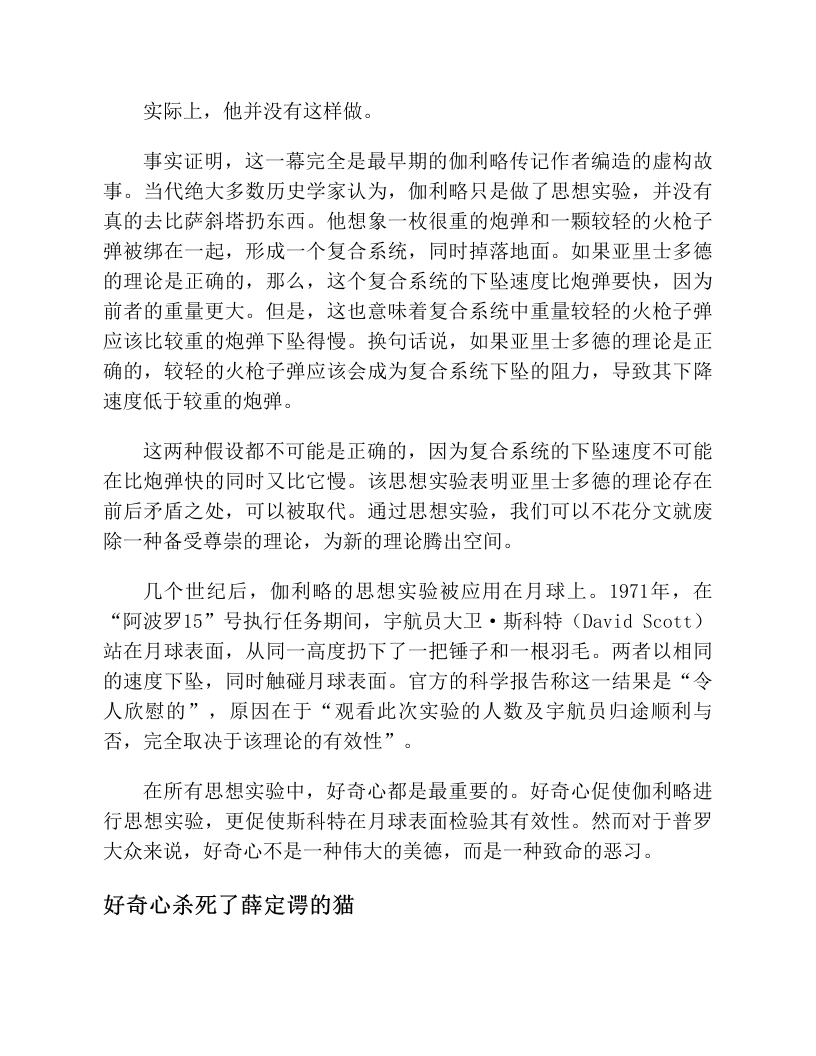 实际上，他并没有这样做。
事实证明，这一幕完全是最早期的伽利略传记作者编造的虚构故
事。当代绝大多数历史学家认为，伽利略只是做了思想实验，并没有
真的去比萨斜塔扔东西。他想象一枚很重的炮弹和一颗较轻的火枪子
弹被绑在一起，形成一个复合系统，同时掉落地面。如果亚里士多德
的理论是正确的，那么，这个复合系统的下坠速度比炮弹要快，因为
前者的重量更大。但是，这也意味着复合系统中重量较轻的火枪子弹
应该比较重的炮弹下坠得慢。换句话说，如果亚里士多德的理论是正
确的，较轻的火枪子弹应该会成为复合系统下坠的阻力，导致其下降
速度低于较重的炮弹。
这两种假设都不可能是正确的，因为复合系统的下坠速度不可能
在比炮弹快的同时又比它慢。该思想实验表明亚里士多德的理论存在
前后矛盾之处，可以被取代。通过思想实验，我们可以不花分文就废
除一种备受尊崇的理论，为新的理论腾出空间。
几个世纪后，伽利略的思想实验被应用在月球上。1971年，在
“阿波罗15”号执行任务期间，宇航员大卫·斯科特（David Scott）
站在月球表面，从同一高度扔下了一把锤子和一根羽毛。两者以相同
的速度下坠，同时触碰月球表面。官方的科学报告称这一结果是“令
人欣慰的”，原因在于“观看此次实验的人数及宇航员归途顺利与
否，完全取决于该理论的有效性”。
在所有思想实验中，好奇心都是最重要的。好奇心促使伽利略进
行思想实验，更促使斯科特在月球表面检验其有效性。然而对于普罗
大众来说，好奇心不是一种伟大的美德，而是一种致命的恶习。
好奇心杀死了薛定谔的猫